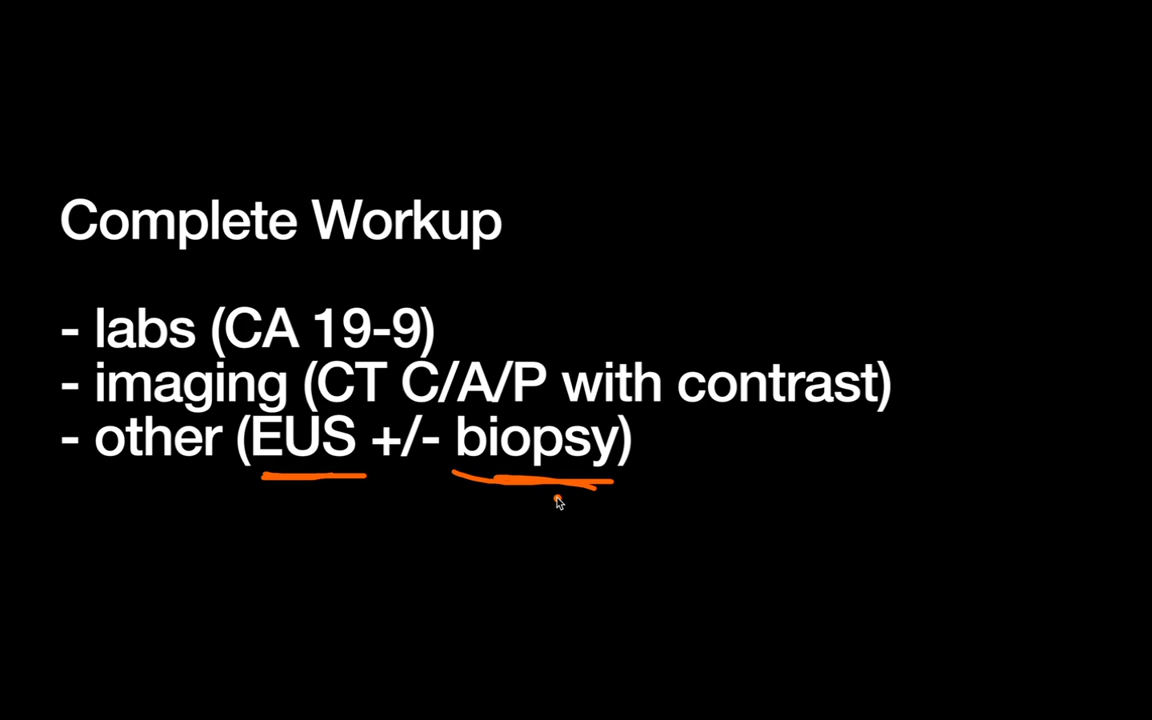 Complete Workup
- labs (CA 19-9)
- imaging (CT C/A/P with contrast)
- other (EUS +/- biopsy)